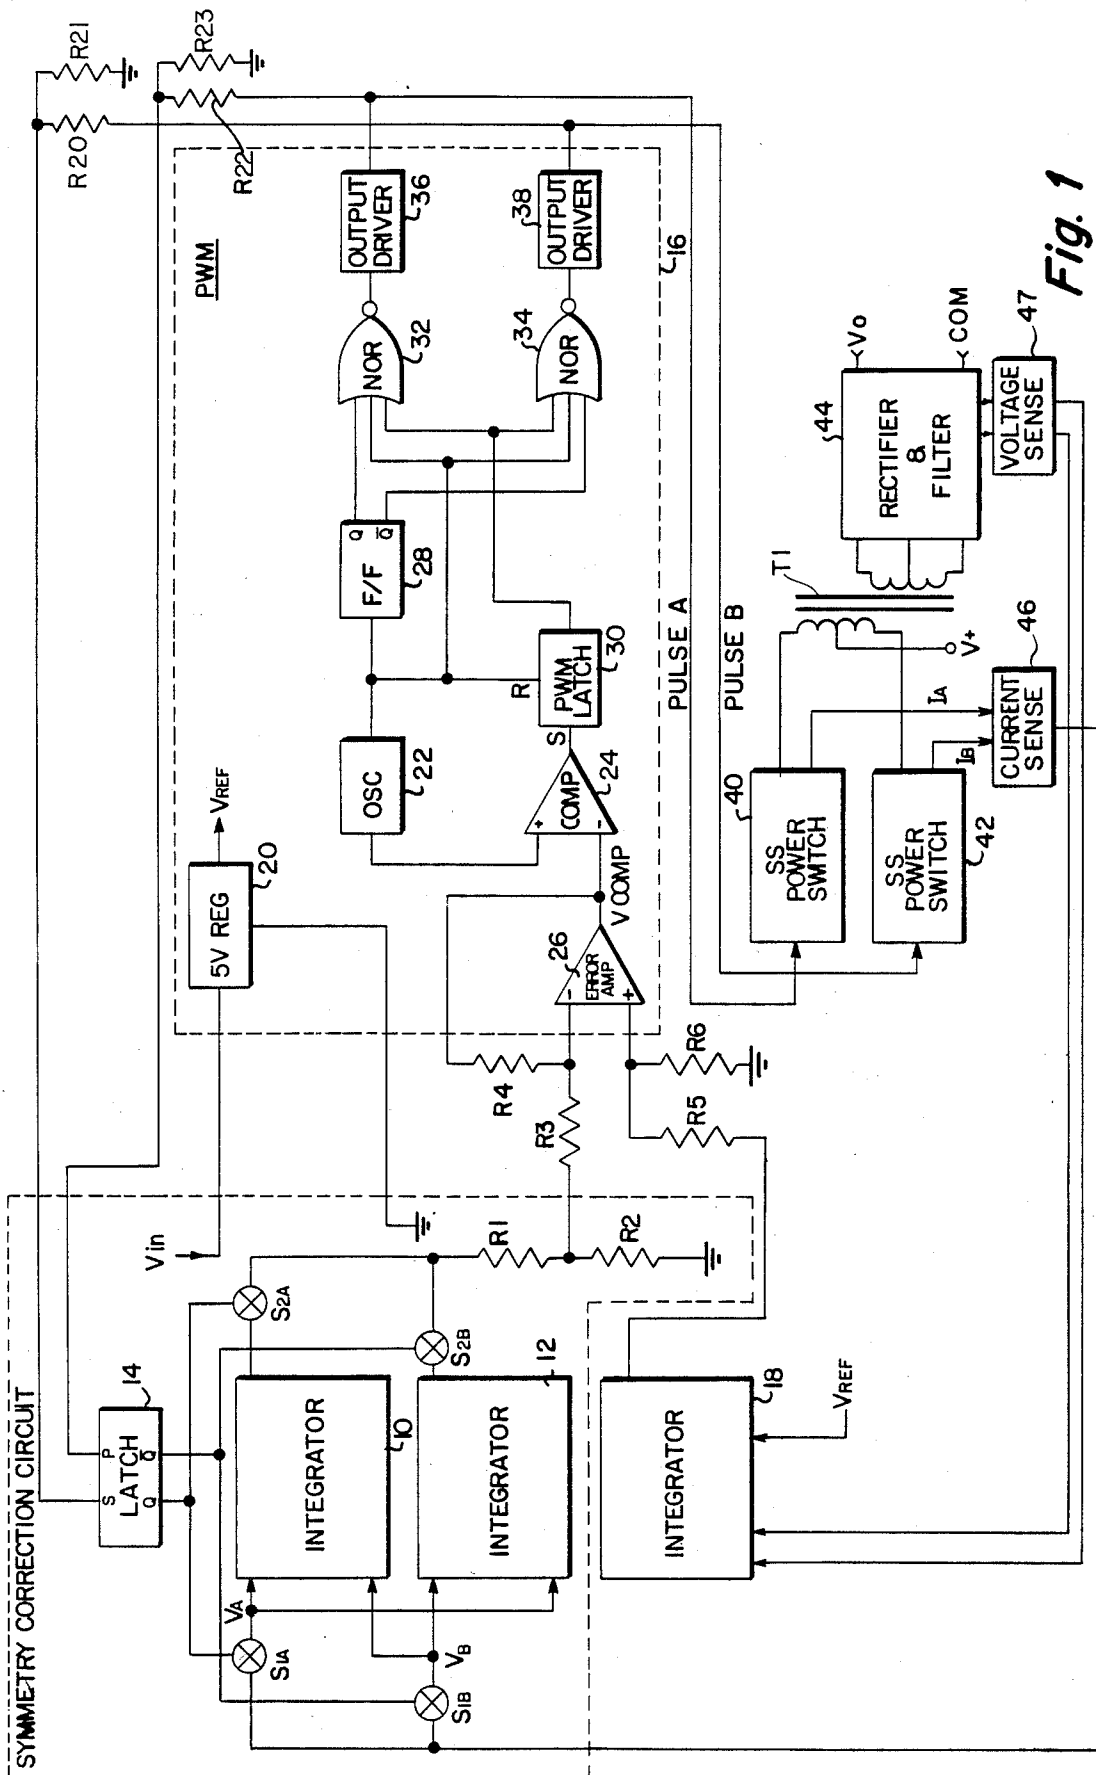 SYMMETRY CORRECTION CIRCUIT
LATCH
S
P
Q
Q̅
14
S1A
VA
S1B
VB
INTEGRATOR
10
INTEGRATOR
12
S2A
S2B
R1
R2
INTEGRATOR
18
VREF
Vin
5V REG
20
VREF
R3
R4
R5
R6
PWM
16
ERROR
AMP
26
-
+
V COMP
COMP
24
+
-
OSC
22
S
R
PWM
LATCH
30
F/F
28
Q
Q̅
NOR
32
NOR
34
OUTPUT
DRIVER
36
OUTPUT
DRIVER
38
R20
R21
R22
R23
PULSE A
PULSE B
SS
POWER
SWITCH
40
SS
POWER
SWITCH
42
IA
IB
V+
T1
CURRENT
SENSE
46
RECTIFIER
&
FILTER
44
Vo
COM
VOLTAGE
SENSE
47
Fig. 1